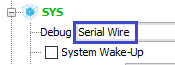 SYS
Debug Serial Wire
System Wake-Up